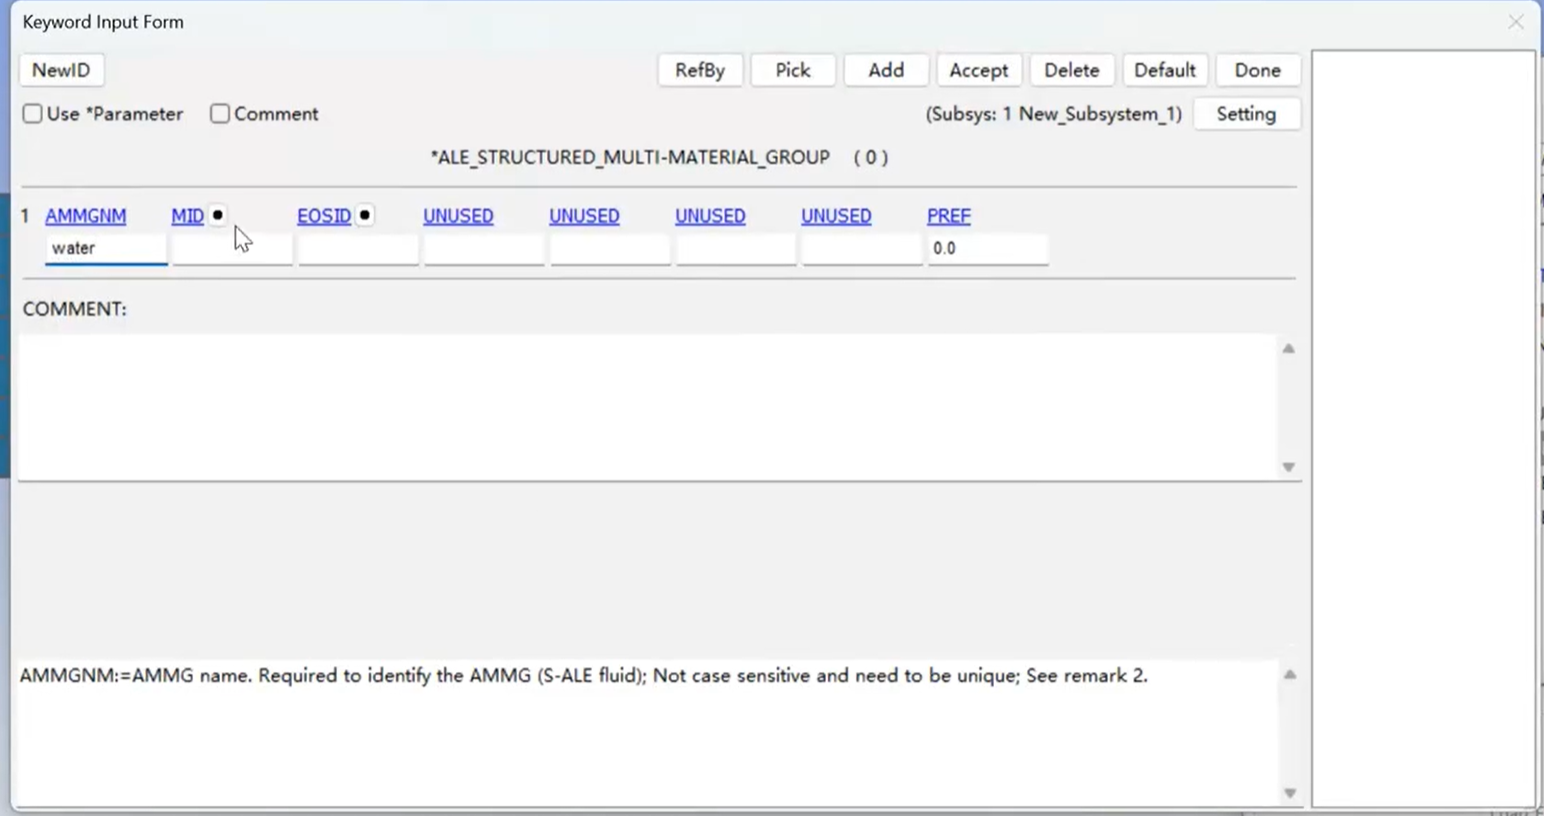 Keyword Input Form
NewID RefBy Pick Add Accept Delete Default Done
Use *Parameter Comment (Subsys: 1 New_Subsystem_1) Setting
*ALE_STRUCTURED_MULTI-MATERIAL_GROUP ( 0 )
1 AMMGNM MID EOSID UNUSED UNUSED UNUSED UNUSED PREF
water 0.0
COMMENT:
AMMGNM:=AMMG name. Required to identify the AMMG (S-ALE fluid); Not case sensitive and need to be unique; See remark 2.